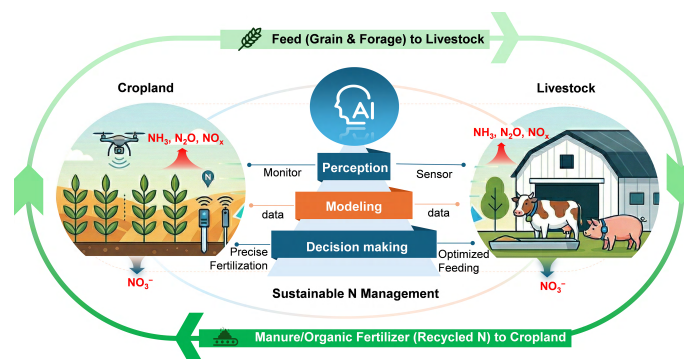 Feed (Grain & Forage) to Livestock
Cropland
Livestock
AI
NH₃, N₂O, NOₓ
NH₃, N₂O, NOₓ
N
Monitor
Perception
Sensor
data
Modeling
data
Precise
Fertilization
Decision making
Optimized
Feeding
NO₃⁻
NO₃⁻
Sustainable N Management
Manure/Organic Fertilizer (Recycled N) to Cropland